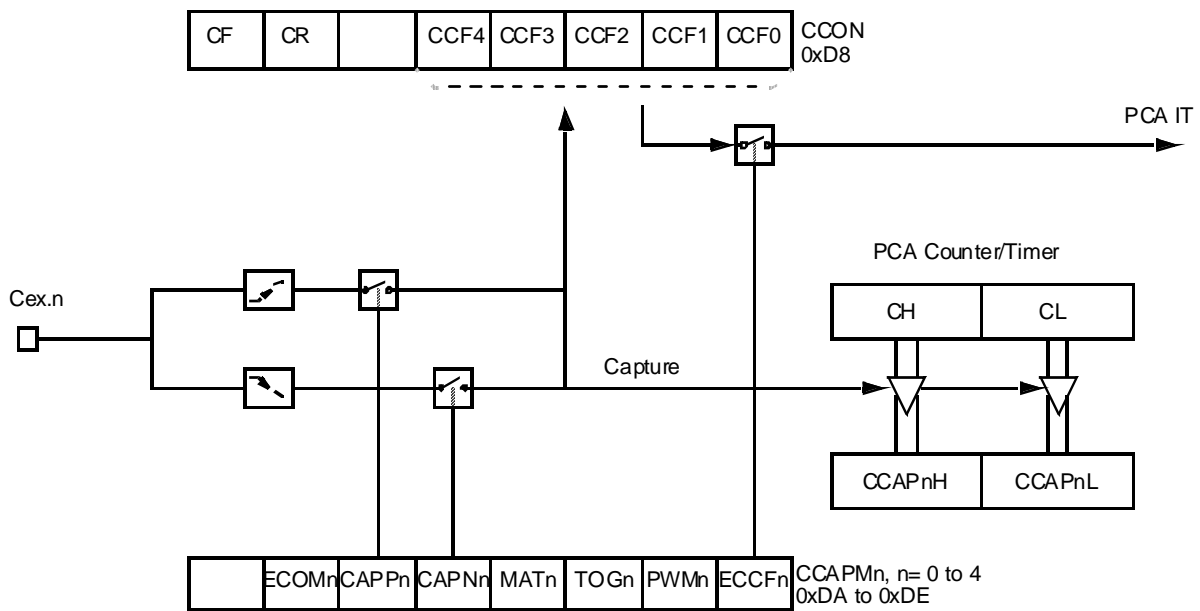 CF CR CCF4 CCF3 CCF2 CCF1 CCF0 CCON
0xD8
PCA IT
PCA Counter/Timer
Cex.n
CH CL
Capture
CCAPnH CCAPnL
ECOMn CAPPn CAPNn MATn TOGn PWMn ECCFn CCAPMn, n= 0 to 4
0xDA to 0xDE